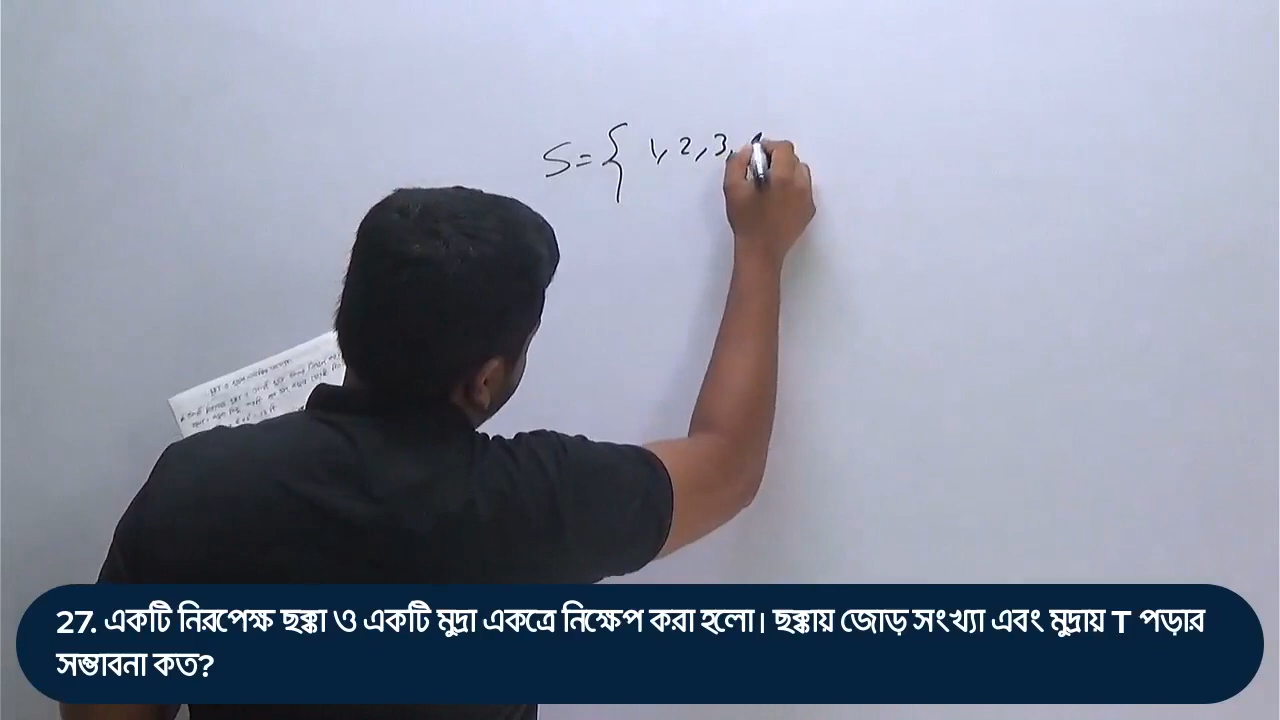 S = { 1, 2, 3,
27. একটি নিরপেক্ষ ছক্কা ও একটি মুদ্রা একত্রে নিক্ষেপ করা হলো। ছক্কায় জোড় সংখ্যা এবং মুদ্রায় T পড়ার
সম্ভাবনা কত?